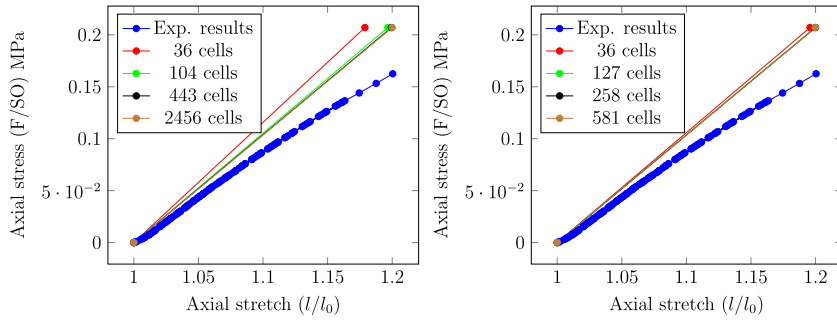 Exp. results
36 cells
104 cells
443 cells
2456 cells
0.2
0.15
0.1
5 · 10⁻²
0
1
1.05
1.1
1.15
1.2
Axial stretch (l/l₀)
Axial stress (F/SO) MPa
Exp. results
36 cells
127 cells
258 cells
581 cells
0.2
0.15
0.1
5 · 10⁻²
0
1
1.05
1.1
1.15
1.2
Axial stretch (l/l₀)
Axial stress (F/SO) MPa